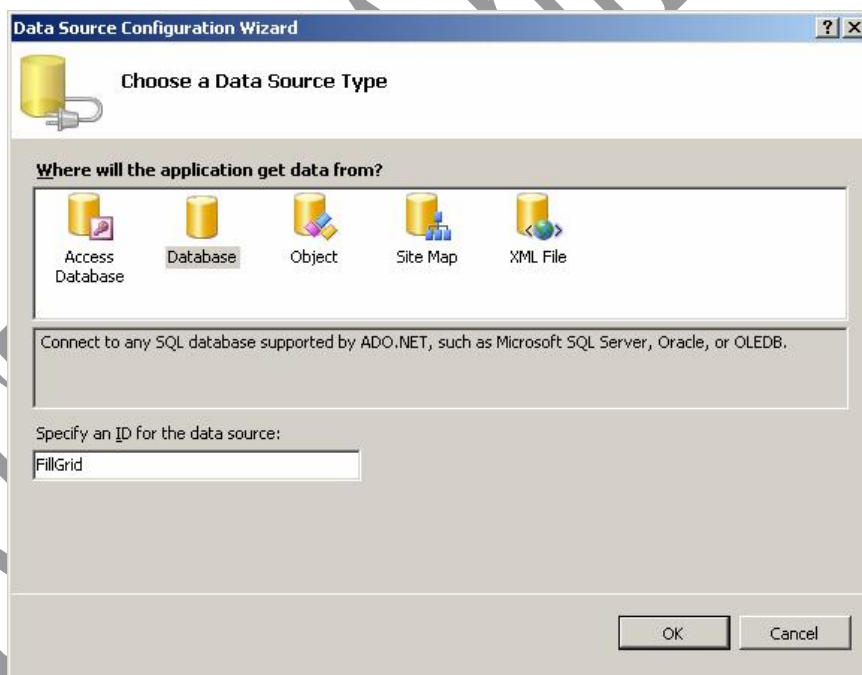 Data Source Configuration Wizard
Choose a Data Source Type
Where will the application get data from?
Access Database
Database
Object
Site Map
XML File
Connect to any SQL database supported by ADO.NET, such as Microsoft SQL Server, Oracle, or OLEDB.
Specify an ID for the data source:
FillGrid
OK
Cancel